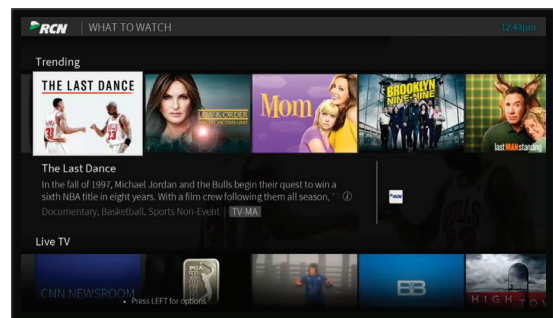 RCN | WHAT TO WATCH
12:43pm
Trending
THE LAST DANCE
LAW & ORDER
Mom
BROOKLYN
NINE-NINE
last MAN standing
The Last Dance
In the fall of 1997, Michael Jordan and the Bulls begin their quest to win a
sixth NBA title in eight years. With a film crew following them all season,
Documentary, Basketball, Sports Non-Event | TV-MA
Live TV
CNN NEWSROOM
PGA
HIGH TOW
• Press LEFT for options